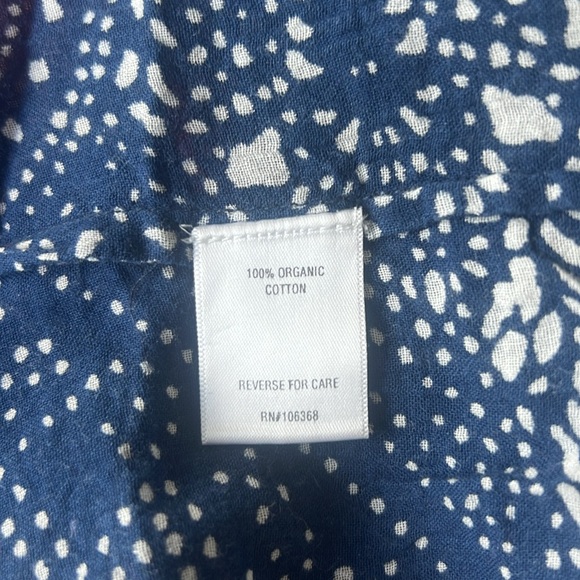 100% ORGANIC
COTTON
REVERSE FOR CARE
RN#106368